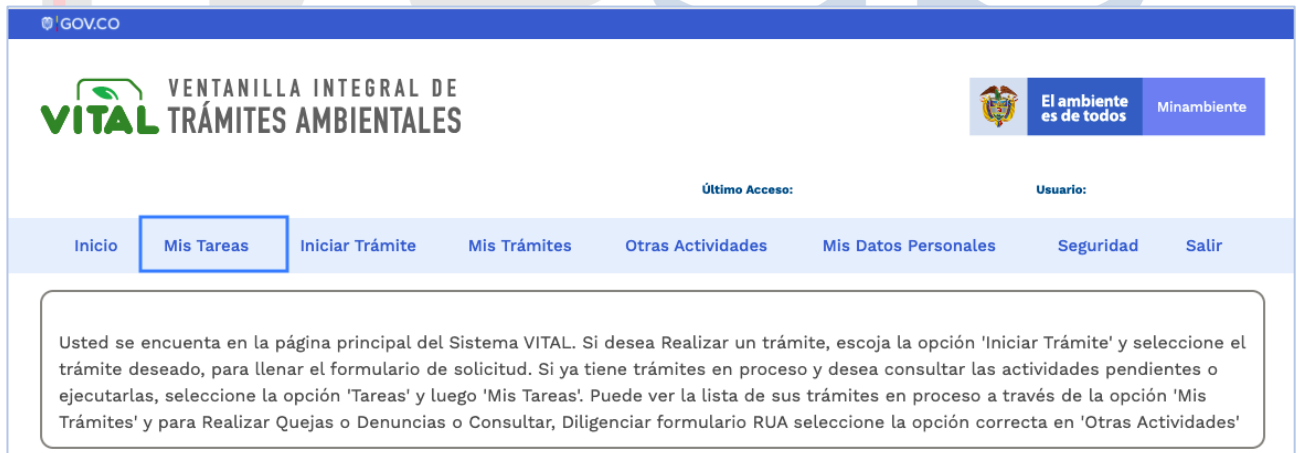 GOV.CO
VITAL
VENTANILLA INTEGRAL DE
TRÁMITES AMBIENTALES
El ambiente
es de todos
Minambiente
Último Acceso:
Usuario:
Inicio Mis Tareas Iniciar Trámite Mis Trámites Otras Actividades Mis Datos Personales Seguridad Salir
Usted se encuentra en la página principal del Sistema VITAL. Si desea Realizar un trámite, escoja la opción 'Iniciar Trámite' y seleccione el
trámite deseado, para llenar el formulario de solicitud. Si ya tiene trámites en proceso y desea consultar las actividades pendientes o
ejecutarlas, seleccione la opción 'Tareas' y luego 'Mis Tareas'. Puede ver la lista de sus trámites en proceso a través de la opción 'Mis
Trámites' y para Realizar Quejas o Denuncias o Consultar, Diligenciar formulario RUA seleccione la opción correcta en 'Otras Actividades'